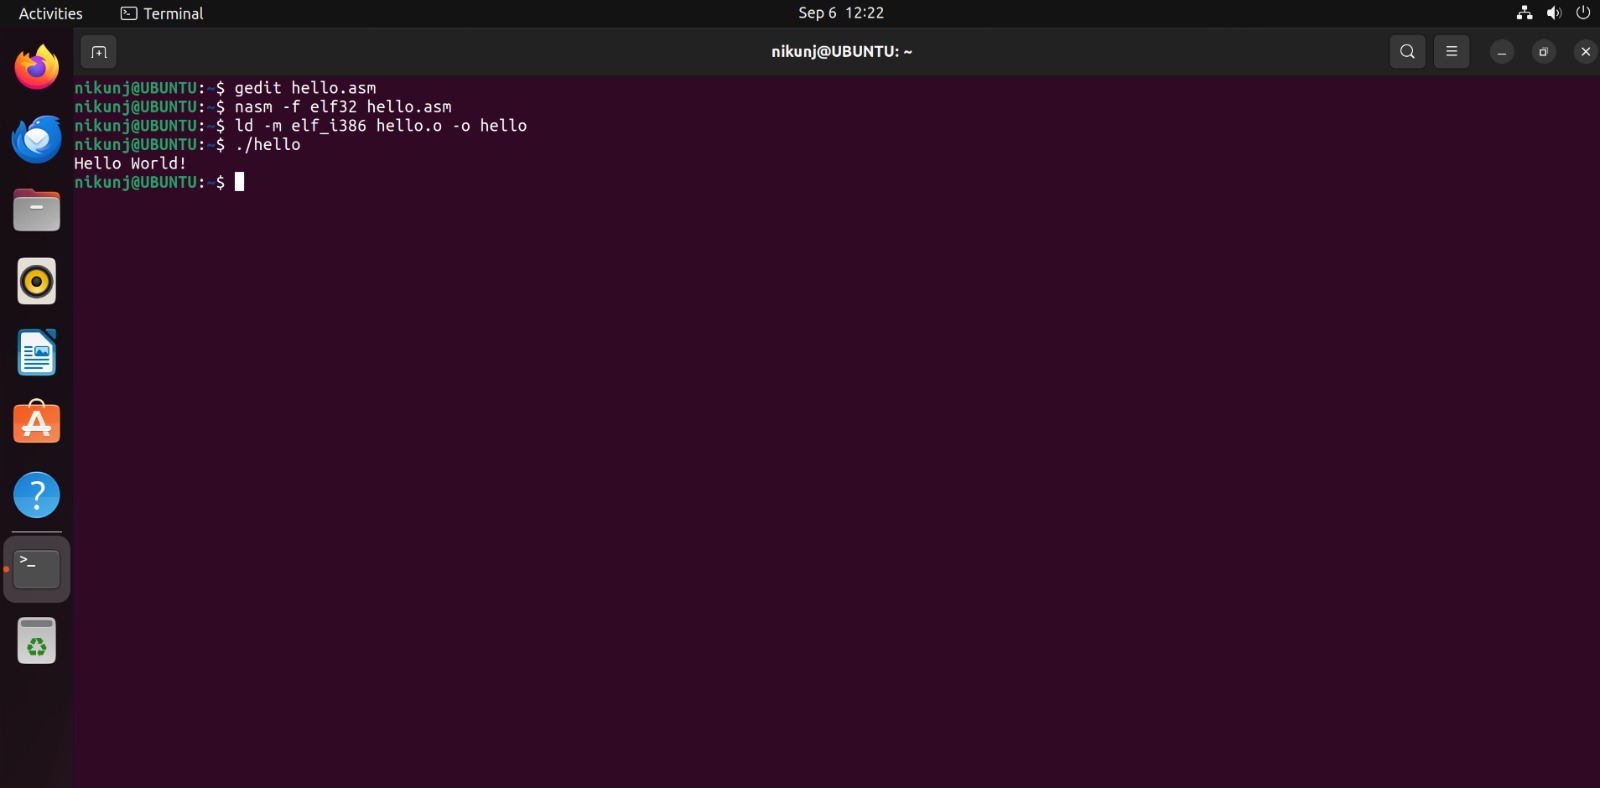 Activities Terminal Sep 6 12:22
nikunj@UBUNTU: ~
nikunj@UBUNTU:~$ gedit hello.asm
nikunj@UBUNTU:~$ nasm -f elf32 hello.asm
nikunj@UBUNTU:~$ ld -m elf_i386 hello.o -o hello
nikunj@UBUNTU:~$ ./hello
Hello World!
nikunj@UBUNTU:~$